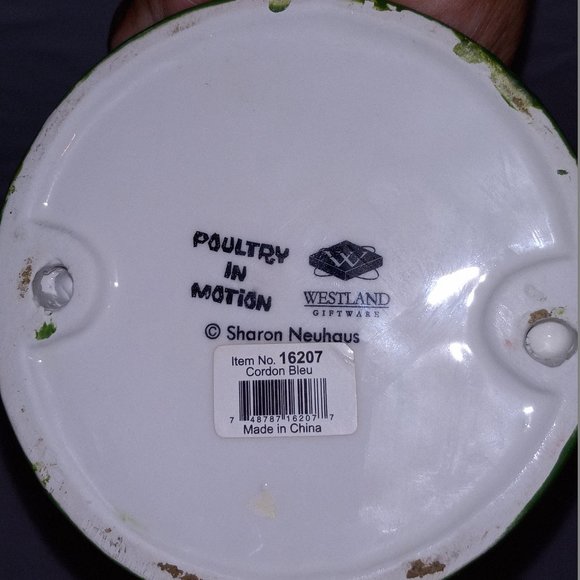 POULTRY
IN
MOTION
WESTLAND
GIFTWARE
© Sharon Neuhaus
Item No. 16207
Cordon Bleu
7 48787 16207 7
Made in China